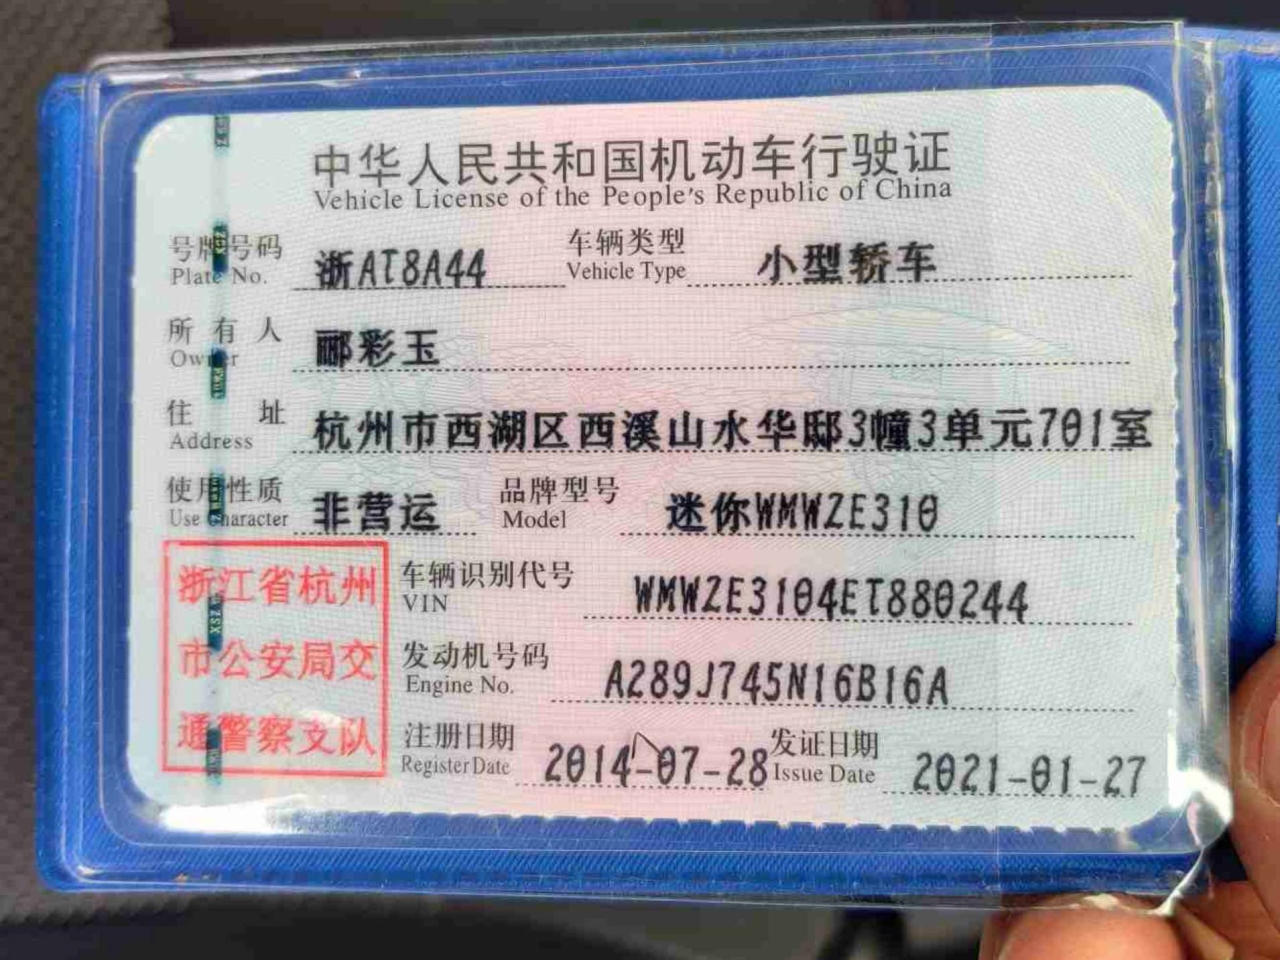 中华人民共和国机动车行驶证
Vehicle License of the People's Republic of China
号牌号码 浙AT8A44 车辆类型 小型轿车
Plate No. Vehicle Type
所有人 郦彩玉
Owner
住址 杭州市西湖区西溪山水华邸3幢3单元701室
Address
使用性质 非营运 品牌型号 迷你WMWZE310
Use Character Model
浙江省杭州
市公安局交
通警察支队
车辆识别代号 WMWZE3104ET880244
VIN
发动机号码 A289J745N16B16A
Engine No.
注册日期 2014-07-28 发证日期 2021-01-27
Register Date Issue Date